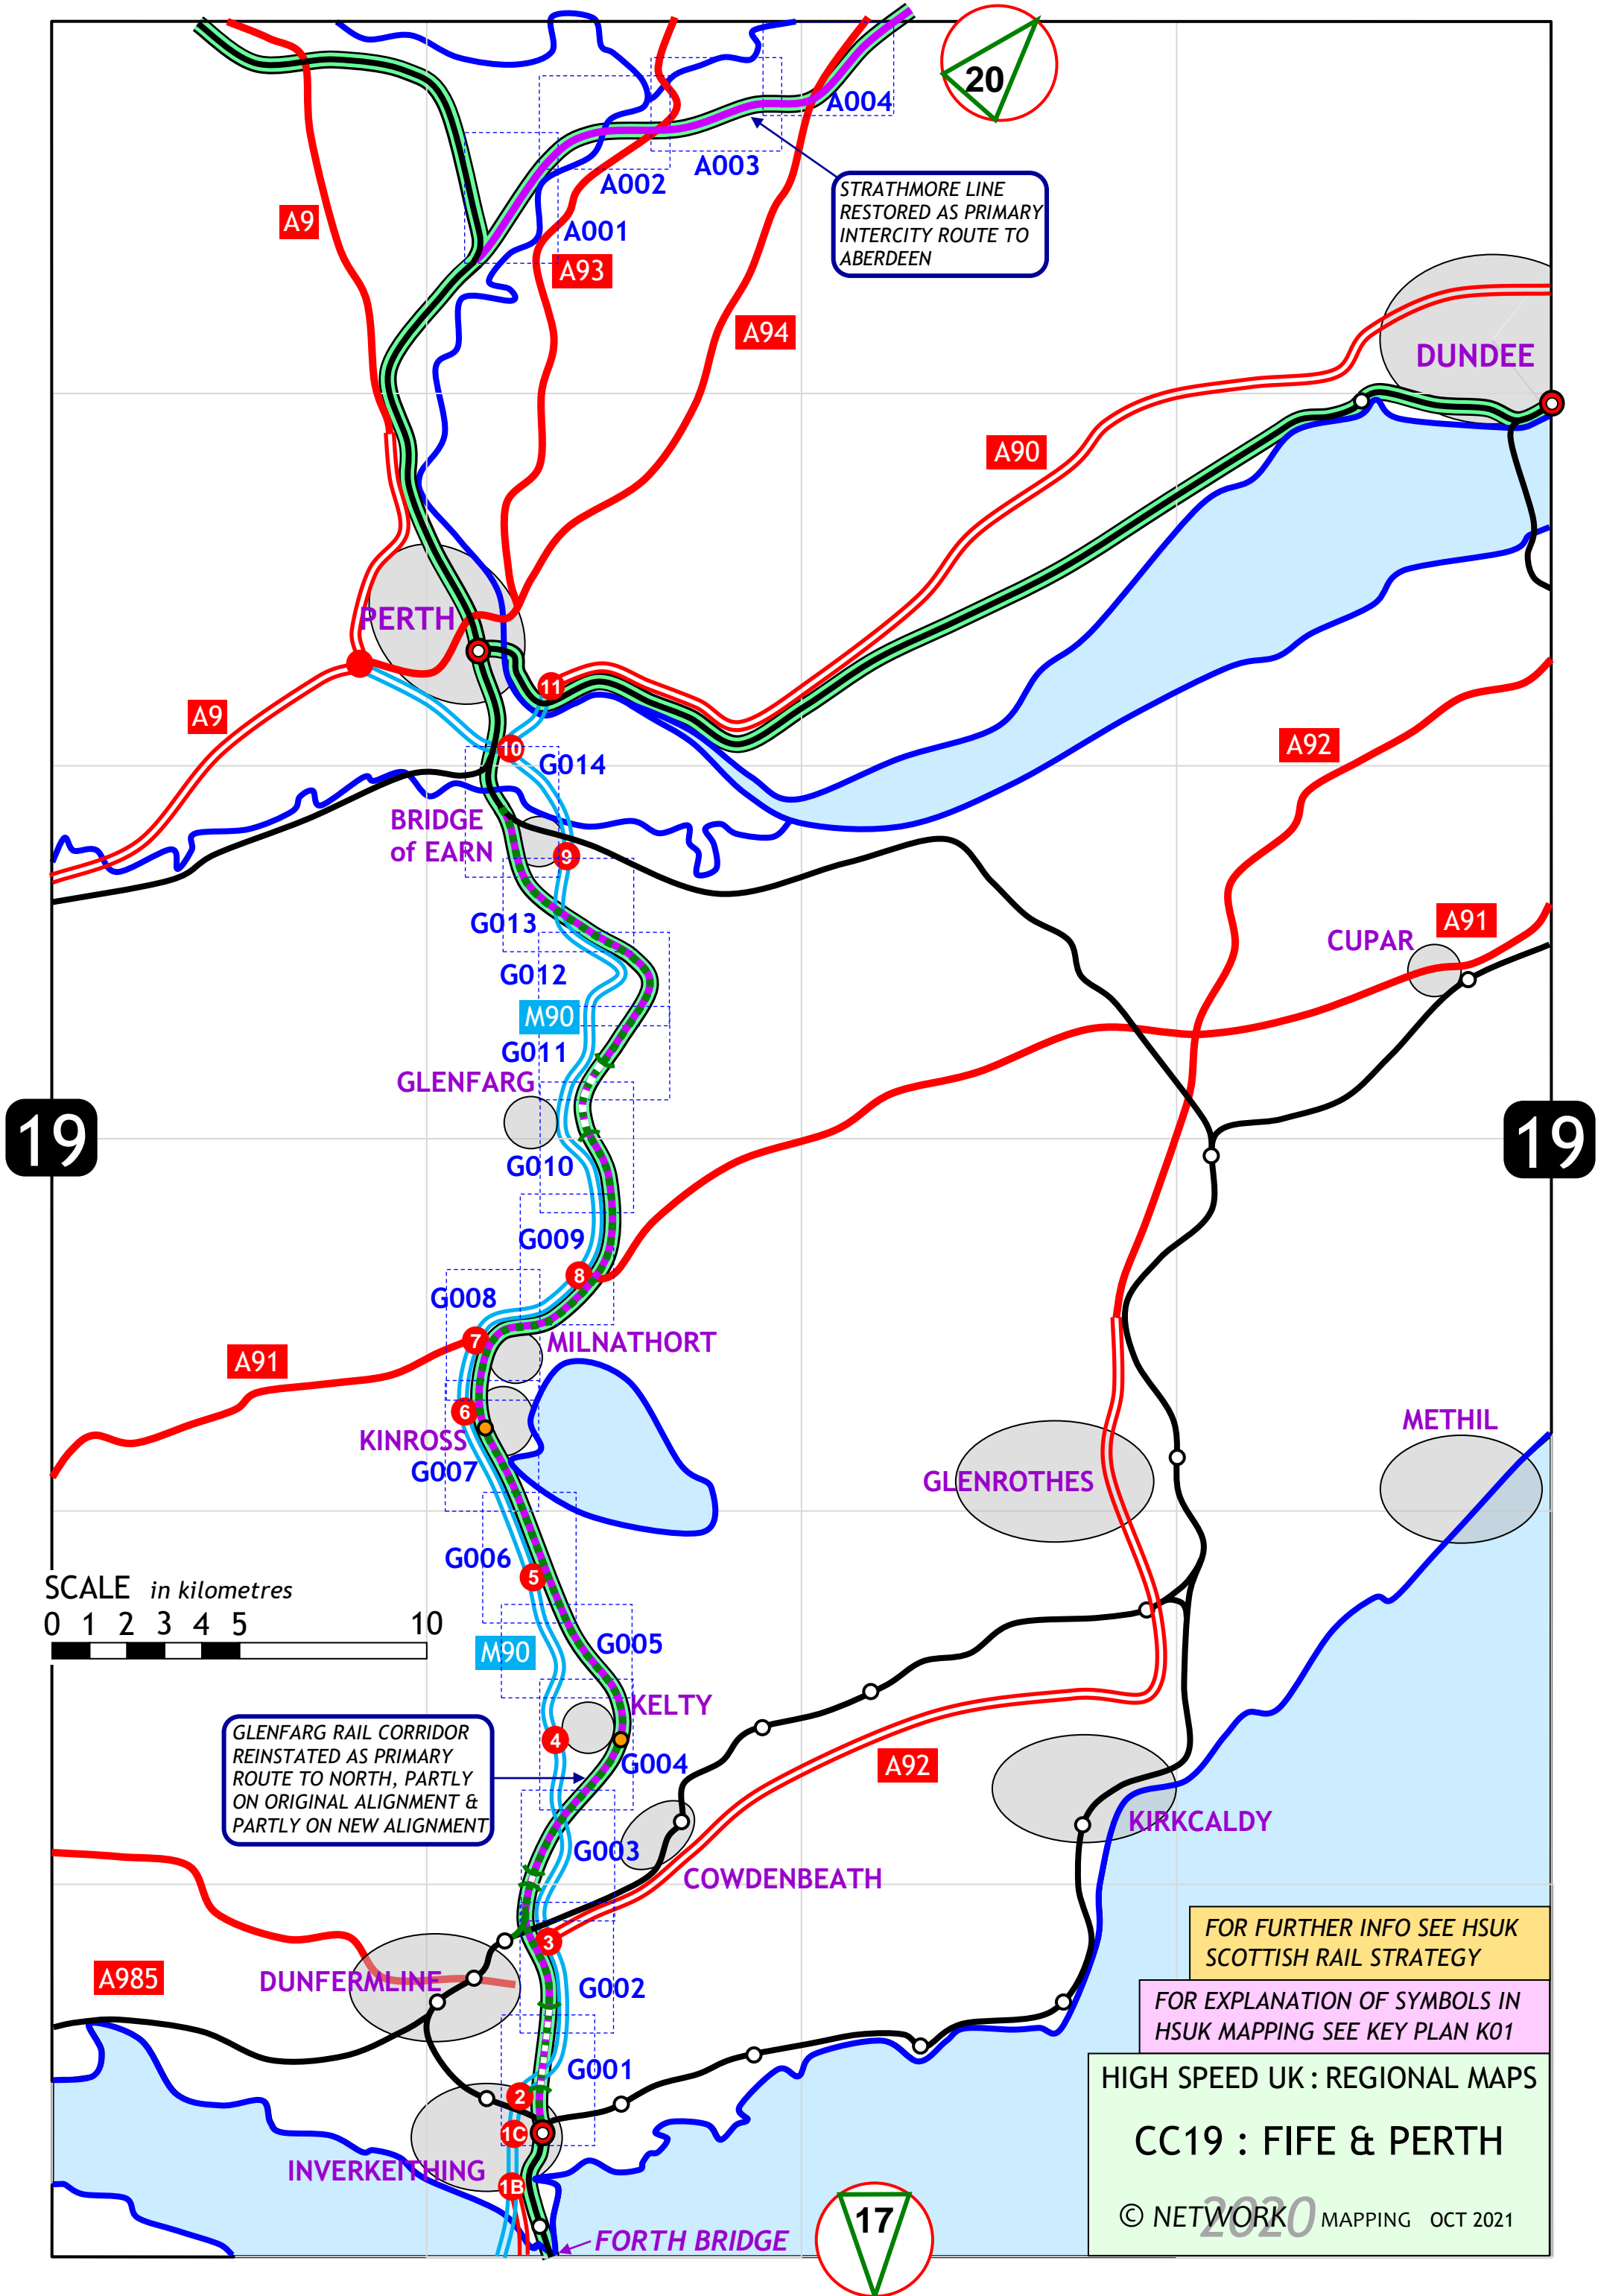 20
A004
A003
A002
A001
A9
A93
A94
STRATHMORE LINE
RESTORED AS PRIMARY
INTERCITY ROUTE TO
ABERDEEN
DUNDEE
A90
PERTH
11
A9
10
G014
A92
BRIDGE
of EARN
9
G013
A91
CUPAR
G012
M90
G011
GLENFARG
19
19
G010
G009
8
G008
7
MILNATHORT
A91
6
KINROSS
G007
METHIL
GLENROTHES
G006
5
SCALE in kilometres
0 1 2 3 4 5 10
M90
G005
KELTY
4
G004
GLENFARG RAIL CORRIDOR
REINSTATED AS PRIMARY
ROUTE TO NORTH, PARTLY
ON ORIGINAL ALIGNMENT &
PARTLY ON NEW ALIGNMENT
A92
KIRKCALDY
G003
COWDENBEATH
3
FOR FURTHER INFO SEE HSUK
SCOTTISH RAIL STRATEGY
A985
DUNFERMLINE
G002
FOR EXPLANATION OF SYMBOLS IN
HSUK MAPPING SEE KEY PLAN K01
G001
2
1C
INVERKEITHING
1B
HIGH SPEED UK : REGIONAL MAPS
CC19 : FIFE & PERTH
© NETWORK 2020 MAPPING OCT 2021
17
FORTH BRIDGE